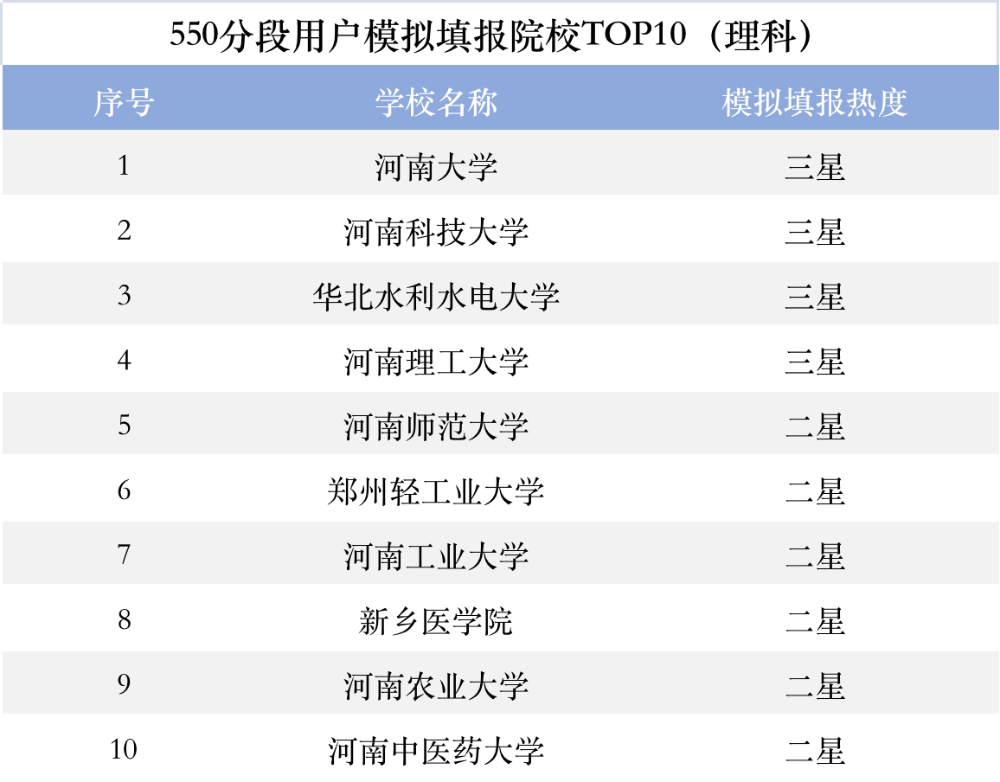 550分段用户模拟填报院校TOP10（理科）
序号 学校名称 模拟填报热度
1 河南大学 三星
2 河南科技大学 三星
3 华北水利水电大学 三星
4 河南理工大学 三星
5 河南师范大学 二星
6 郑州轻工业大学 二星
7 河南工业大学 二星
8 新乡医学院 二星
9 河南农业大学 二星
10 河南中医药大学 二星